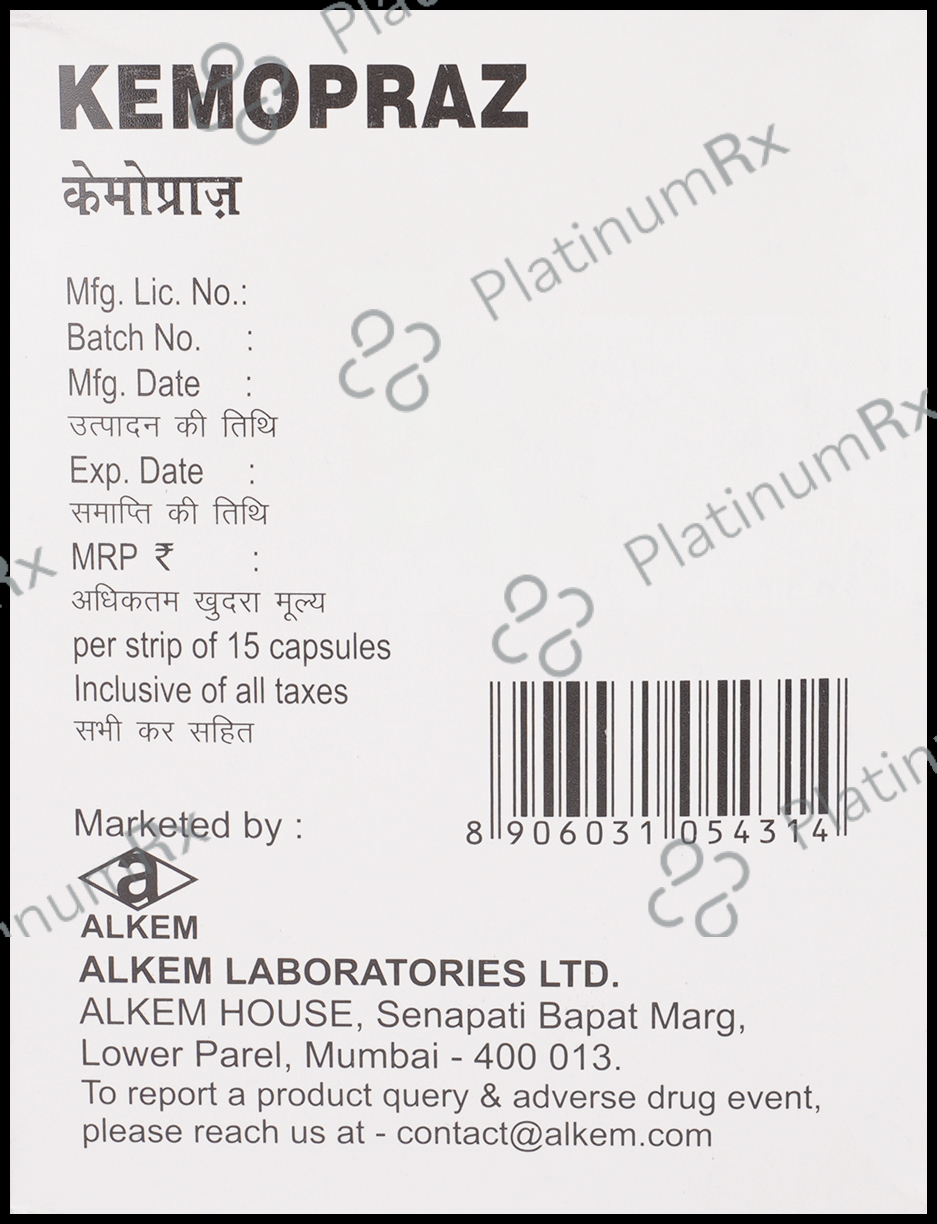 KEMOPRAZ
केमोप्राज़
Mfg. Lic. No.:
Batch No. :
Mfg. Date :
उत्पादन की तिथि
Exp. Date :
समाप्ति की तिथि
MRP ₹ :
अधिकतम खुदरा मूल्य
per strip of 15 capsules
Inclusive of all taxes
सभी कर सहित
8 906031 054314
Marketed by :
a
ALKEM
ALKEM LABORATORIES LTD.
ALKEM HOUSE, Senapati Bapat Marg,
Lower Parel, Mumbai - 400 013.
To report a product query & adverse drug event,
please reach us at - contact@alkem.com
PlatinumRx
PlatinumRx